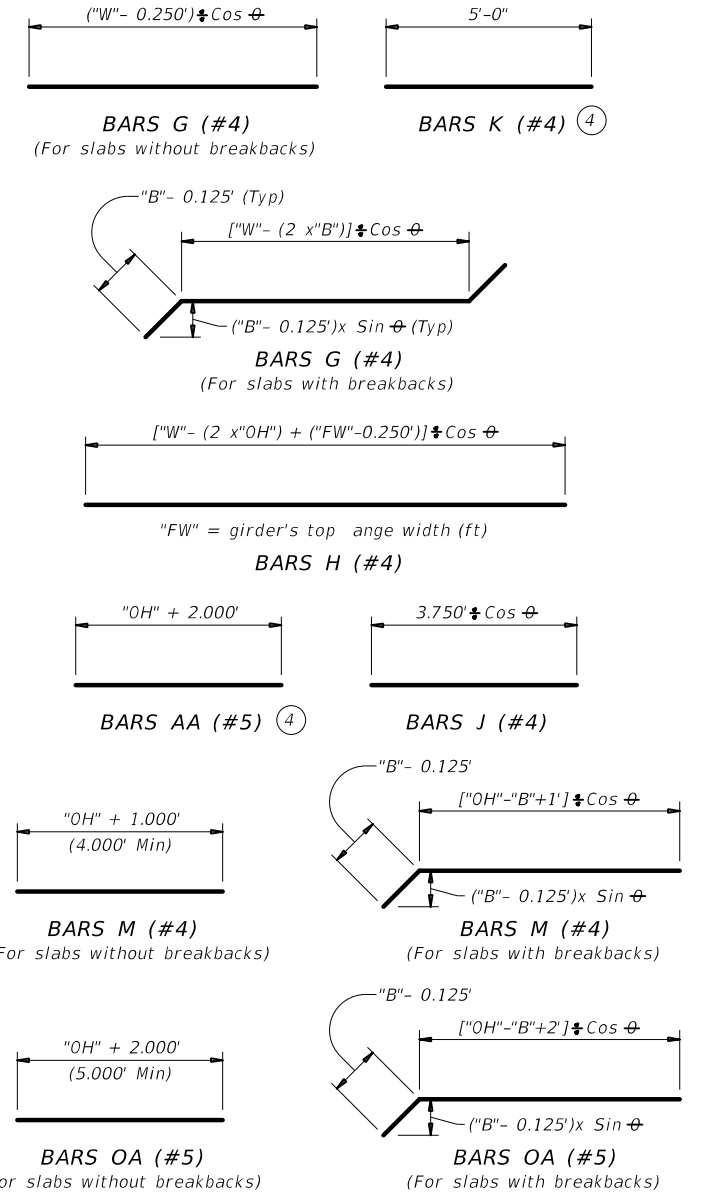 ("W"- 0.250')÷Cos θ
5'-0"
BARS G (#4)
(For slabs without breakbacks)
BARS K (#4) 4
"B"- 0.125' (Typ)
["W"- (2 x"B")]÷Cos θ
("B"- 0.125')x Sin θ (Typ)
BARS G (#4)
(For slabs with breakbacks)
["W"- (2 x"OH") + ("FW"-0.250')]÷Cos θ
"FW" = girder's top ange width (ft)
BARS H (#4)
"OH" + 2.000'
3.750'÷Cos θ
BARS AA (#5) 4
BARS J (#4)
"B"- 0.125'
["OH"-"B"+1']÷Cos θ
"OH" + 1.000'
(4.000' Min)
("B"- 0.125')x Sin θ
BARS M (#4)
For slabs without breakbacks)
BARS M (#4)
(For slabs with breakbacks)
"B"- 0.125'
["OH"-"B"+2']÷Cos θ
"OH" + 2.000'
(5.000' Min)
("B"- 0.125')x Sin θ
BARS OA (#5)
or slabs without breakbacks)
BARS OA (#5)
(For slabs with breakbacks)